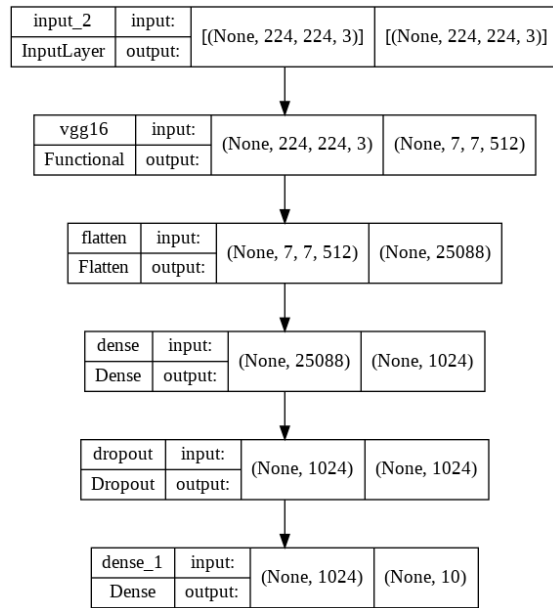 input_2 input: [(None, 224, 224, 3)] [(None, 224, 224, 3)]
InputLayer output:
vgg16 input: (None, 224, 224, 3) (None, 7, 7, 512)
Functional output:
flatten input: (None, 7, 7, 512) (None, 25088)
Flatten output:
dense input: (None, 25088) (None, 1024)
Dense output:
dropout input: (None, 1024) (None, 1024)
Dropout output:
dense_1 input: (None, 1024) (None, 10)
Dense output: